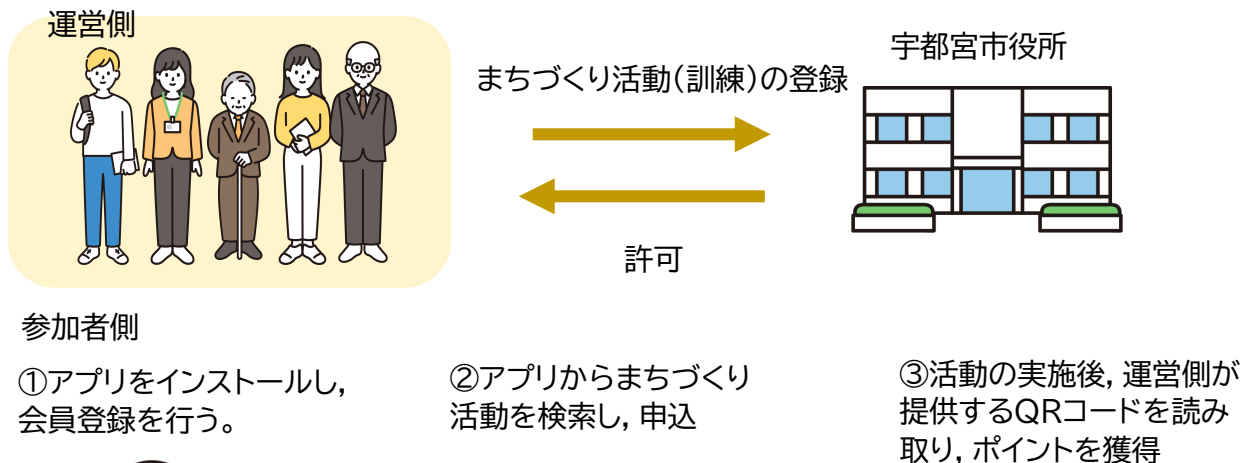 運営側
宇都宮市役所
まちづくり活動(訓練)の登録
許可
参加者側
①アプリをインストールし,
会員登録を行う。
②アプリからまちづくり
活動を検索し, 申込
③活動の実施後, 運営側が
提供するQRコードを読み
取り, ポイントを獲得